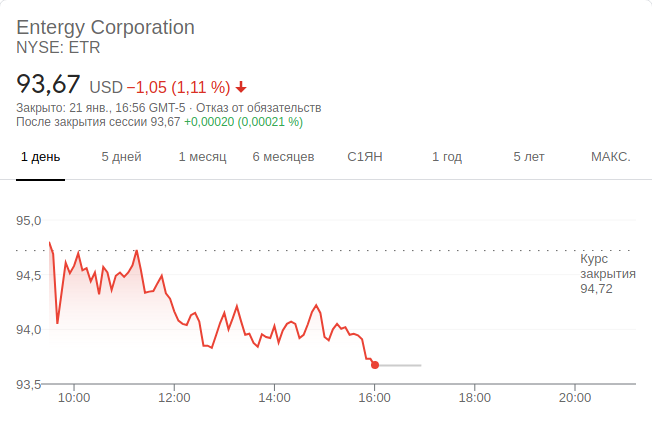 Entergy Corporation
NYSE: ETR
93,67 USD −1,05 (1,11 %)
Закрыто: 21 янв., 16:56 GMT-5 · Отказ от обязательств
После закрытия сессии 93,67 +0,00020 (0,00021 %)
1 день 5 дней 1 месяц 6 месяцев С1ЯН 1 год 5 лет МАКС.
95,0
Курс
закрытия
94,72
94,5
94,0
93,5
10:00 12:00 14:00 16:00 18:00 20:00